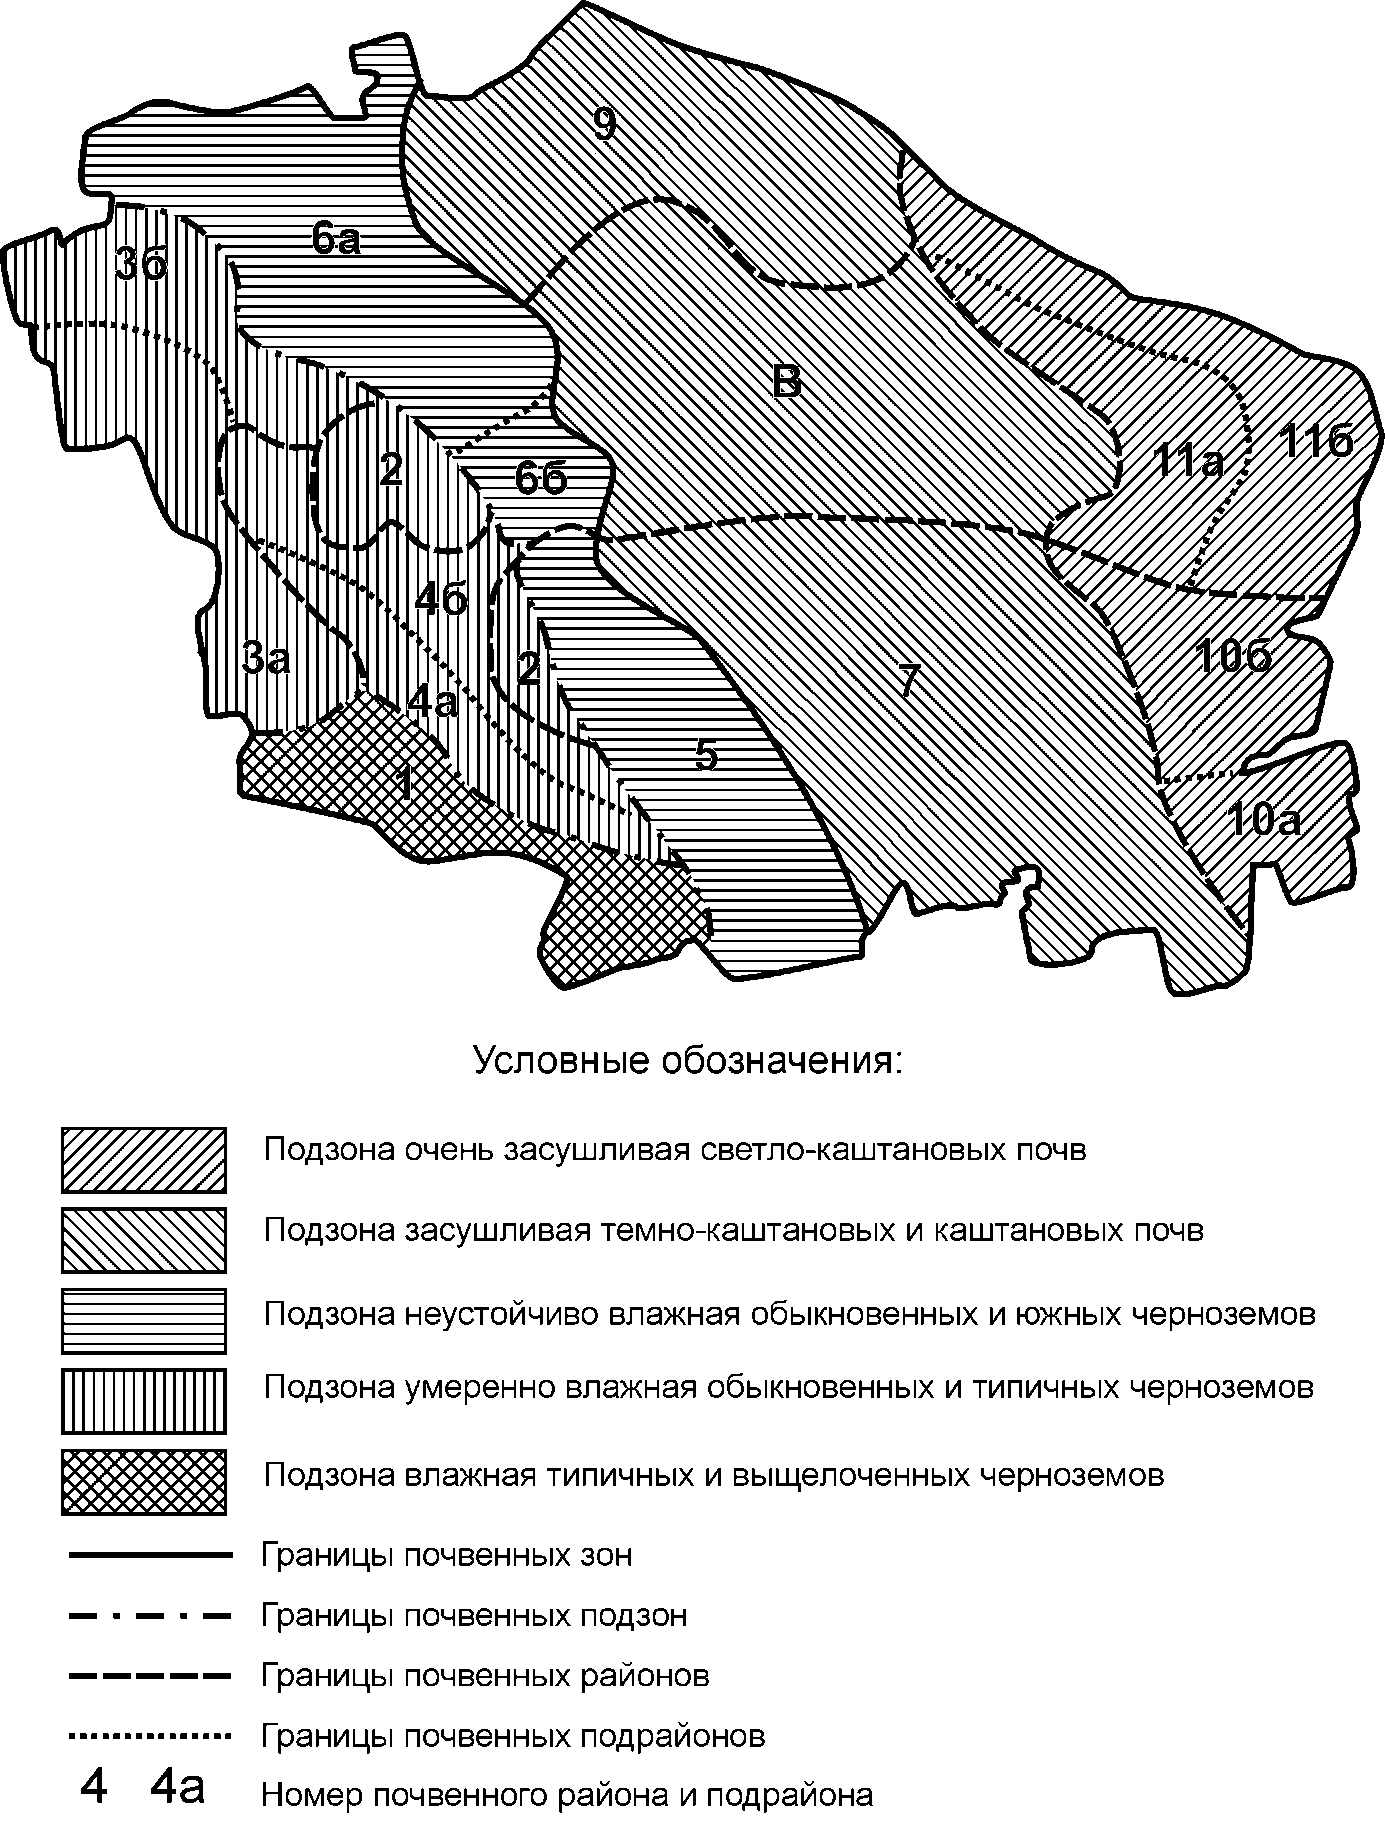 9
6а
3б
В
11б
11а
2
6б
4б
10б
3а
2
7
4а
5
1
10а
Условные обозначения:
Подзона очень засушливая светло-каштановых почв
Подзона засушливая темно-каштановых и каштановых почв
Подзона неустойчиво влажная обыкновенных и южных черноземов
Подзона умеренно влажная обыкновенных и типичных черноземов
Подзона влажная типичных и выщелоченных черноземов
Границы почвенных зон
Границы почвенных подзон
Границы почвенных районов
Границы почвенных подрайонов
4 4а Номер почвенного района и подрайона